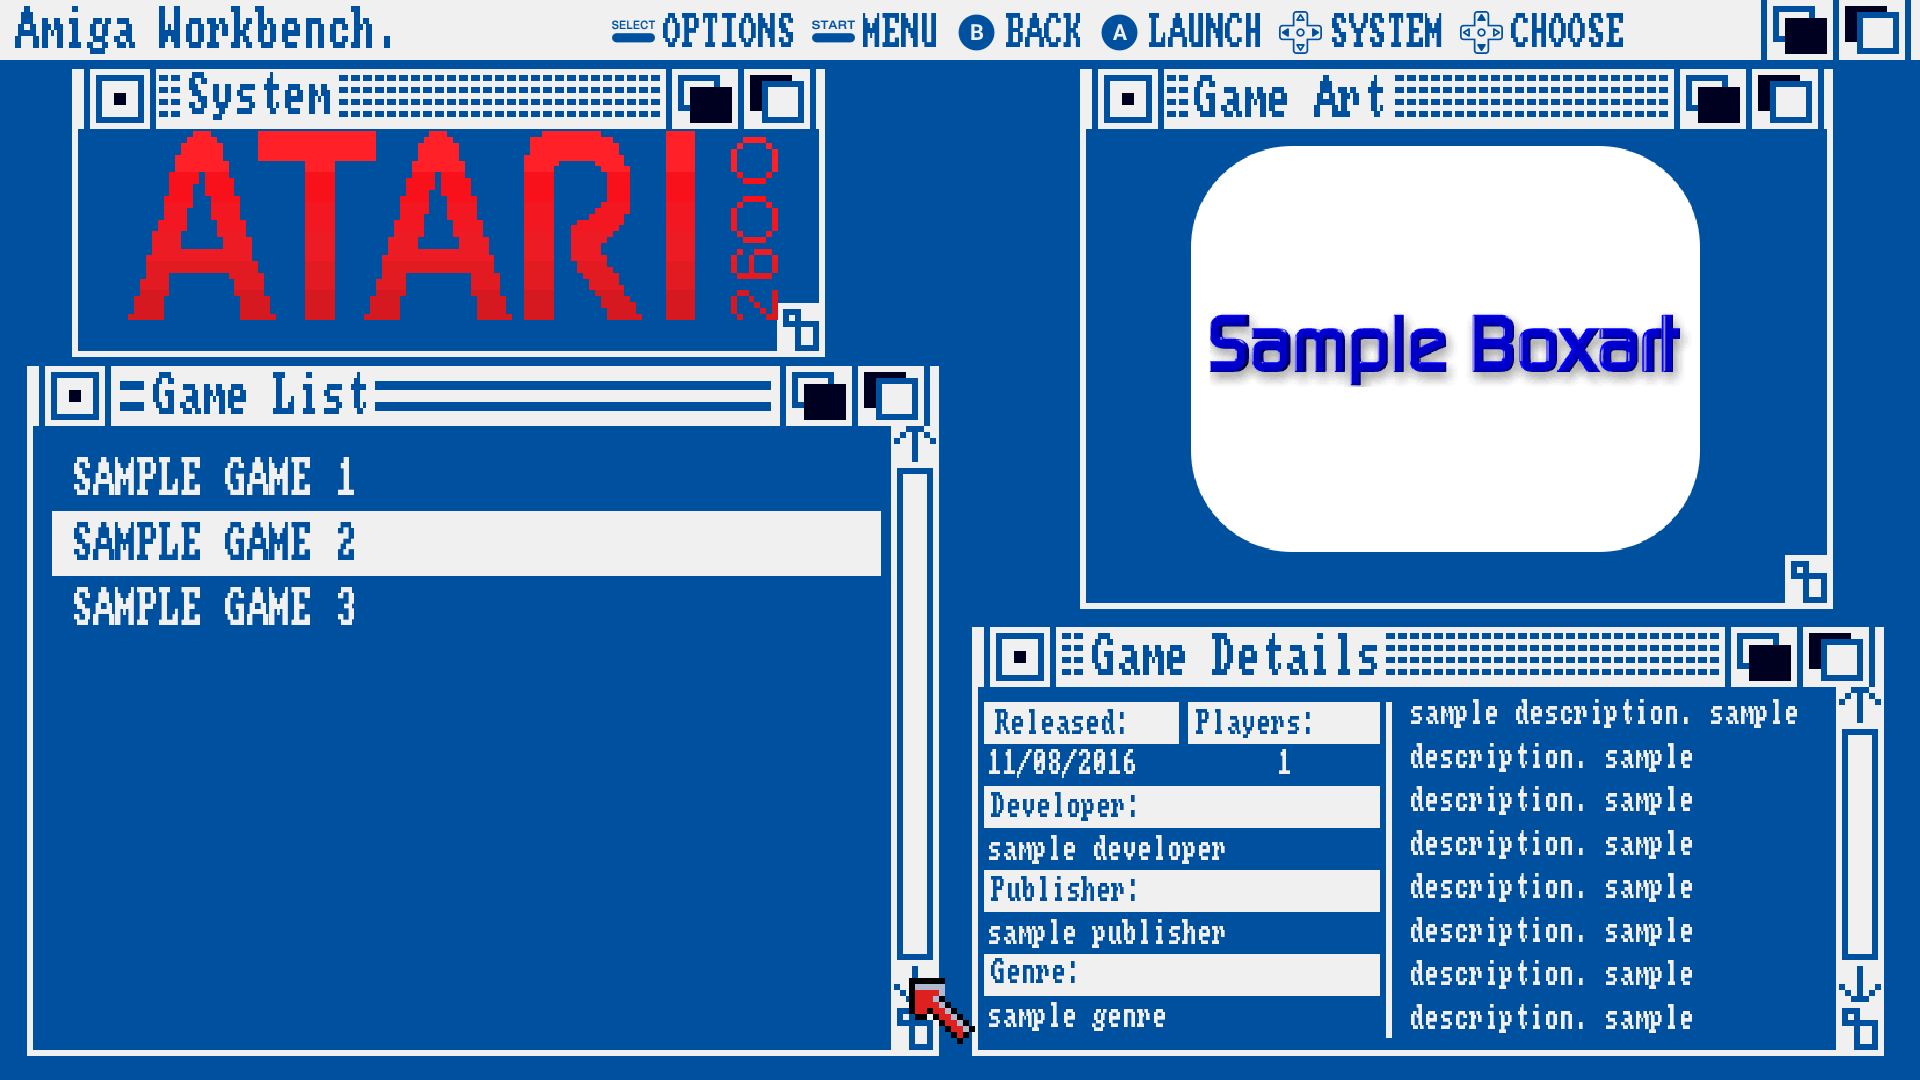 Amiga Workbench.
SELECT OPTIONS START MENU B BACK A LAUNCH SYSTEM CHOOSE
System
ATARI 2600
Game List
SAMPLE GAME 1
SAMPLE GAME 2
SAMPLE GAME 3
Game Art
Sample Boxart
Game Details
Released: Players:
11/08/2016 1
Developer:
sample developer
Publisher:
sample publisher
Genre:
sample genre
sample description. sample
description. sample
description. sample
description. sample
description. sample
description. sample
description. sample
description. sample